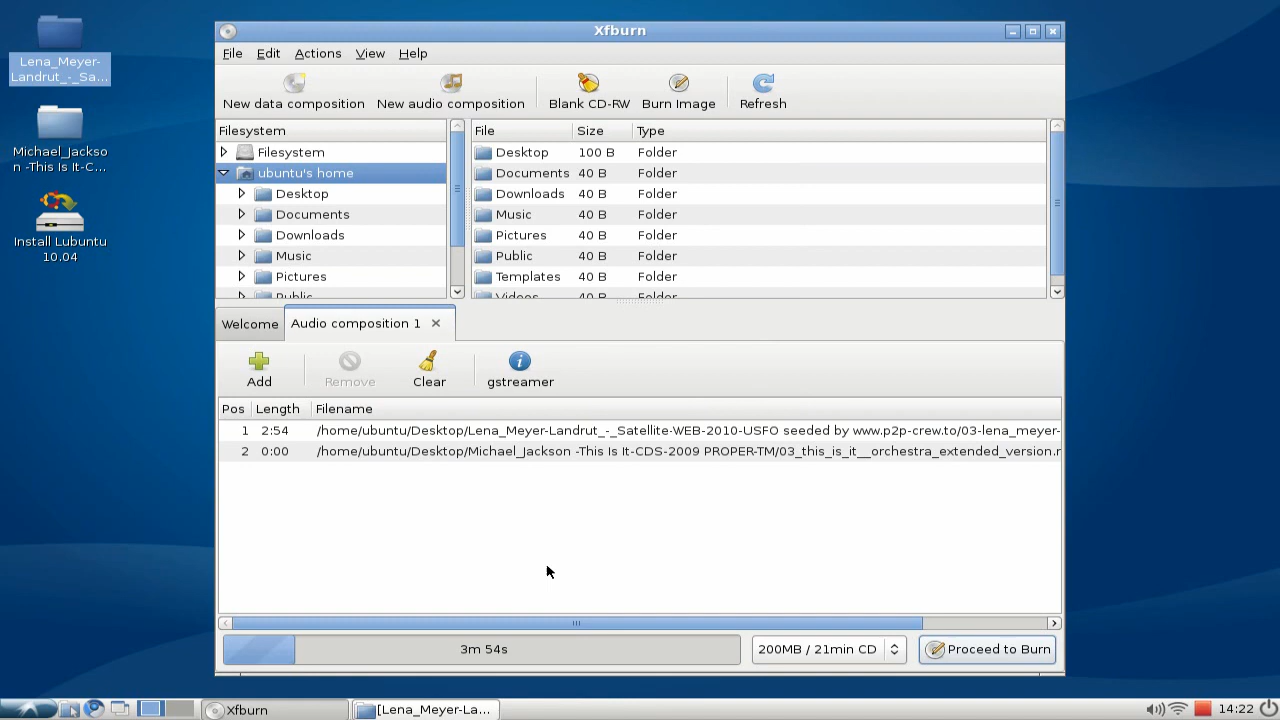 Lena_Meyer-
Landrut_-_Sa...
Michael_Jackso
n -This Is It-C...
Install Lubuntu
10.04
Xfburn
File Edit Actions View Help
New data composition New audio composition Blank CD-RW Burn Image Refresh
Filesystem
Filesystem
ubuntu's home
Desktop
Documents
Downloads
Music
Pictures
Public
File Size Type
Desktop 100 B Folder
Documents 40 B Folder
Downloads 40 B Folder
Music 40 B Folder
Pictures 40 B Folder
Public 40 B Folder
Templates 40 B Folder
Videos 40 B Folder
Welcome Audio composition 1
Add Remove Clear gstreamer
Pos Length Filename
1 2:54 /home/ubuntu/Desktop/Lena_Meyer-Landrut_-_Satellite-WEB-2010-USFO seeded by www.p2p-crew.to/03-lena_meyer-
2 0:00 /home/ubuntu/Desktop/Michael_Jackson -This Is It-CDS-2009 PROPER-TM/03_this_is_it__orchestra_extended_version.r
3m 54s 200MB / 21min CD Proceed to Burn
Xfburn [Lena_Meyer-La... 14:22